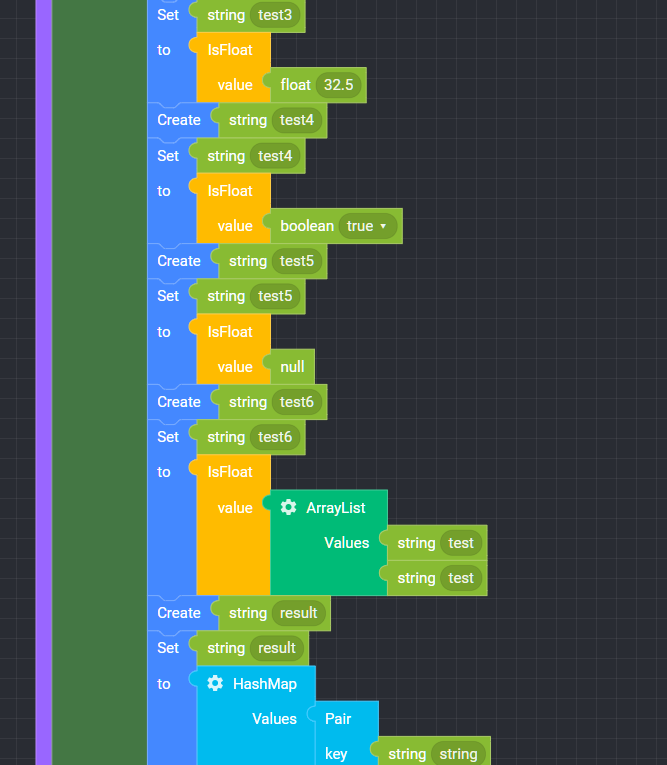 Set string test3
to IsFloat
value float 32.5
Create string test4
Set string test4
to IsFloat
value boolean true
Create string test5
Set string test5
to IsFloat
value null
Create string test6
Set string test6
to IsFloat
value ArrayList
Values string test
string test
Create string result
Set string result
to HashMap
Values Pair
key string string